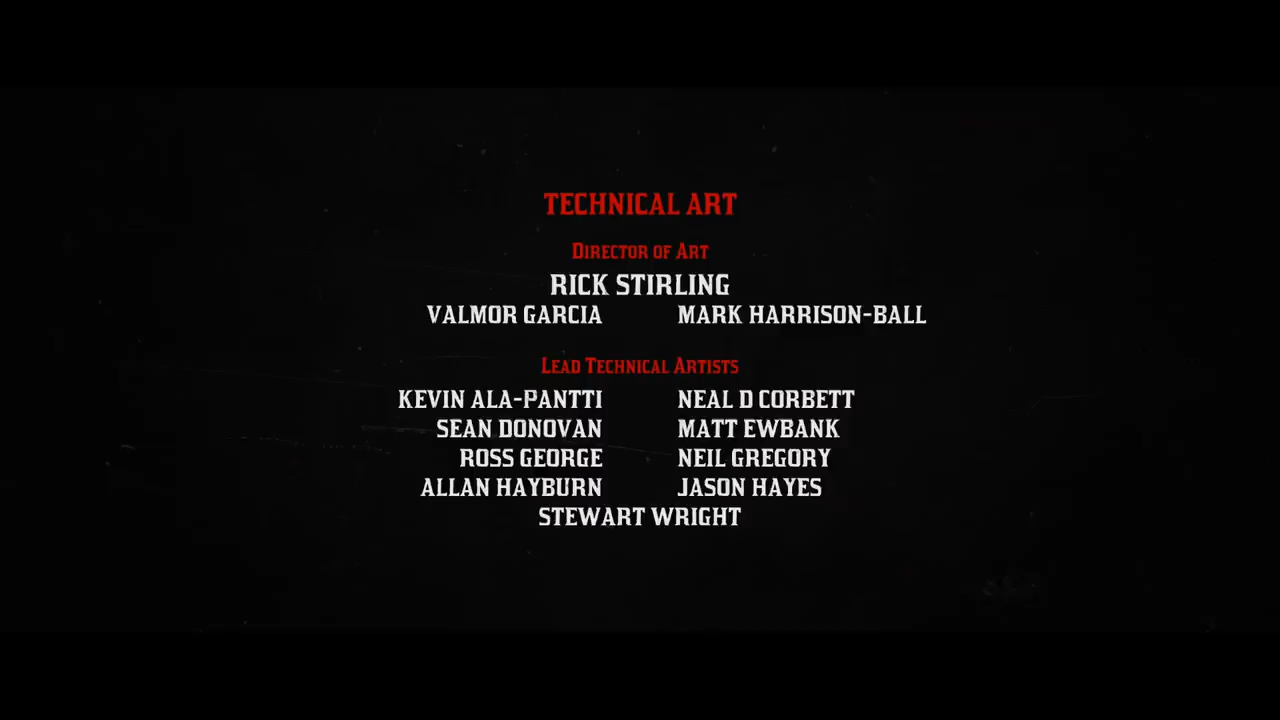 TECHNICAL ART
DIRECTOR OF ART
RICK STIRLING
VALMOR GARCIA MARK HARRISON-BALL
LEAD TECHNICAL ARTISTS
KEVIN ALA-PANTTI NEAL D CORBETT
SEAN DONOVAN MATT EWBANK
ROSS GEORGE NEIL GREGORY
ALLAN HAYBURN JASON HAYES
STEWART WRIGHT